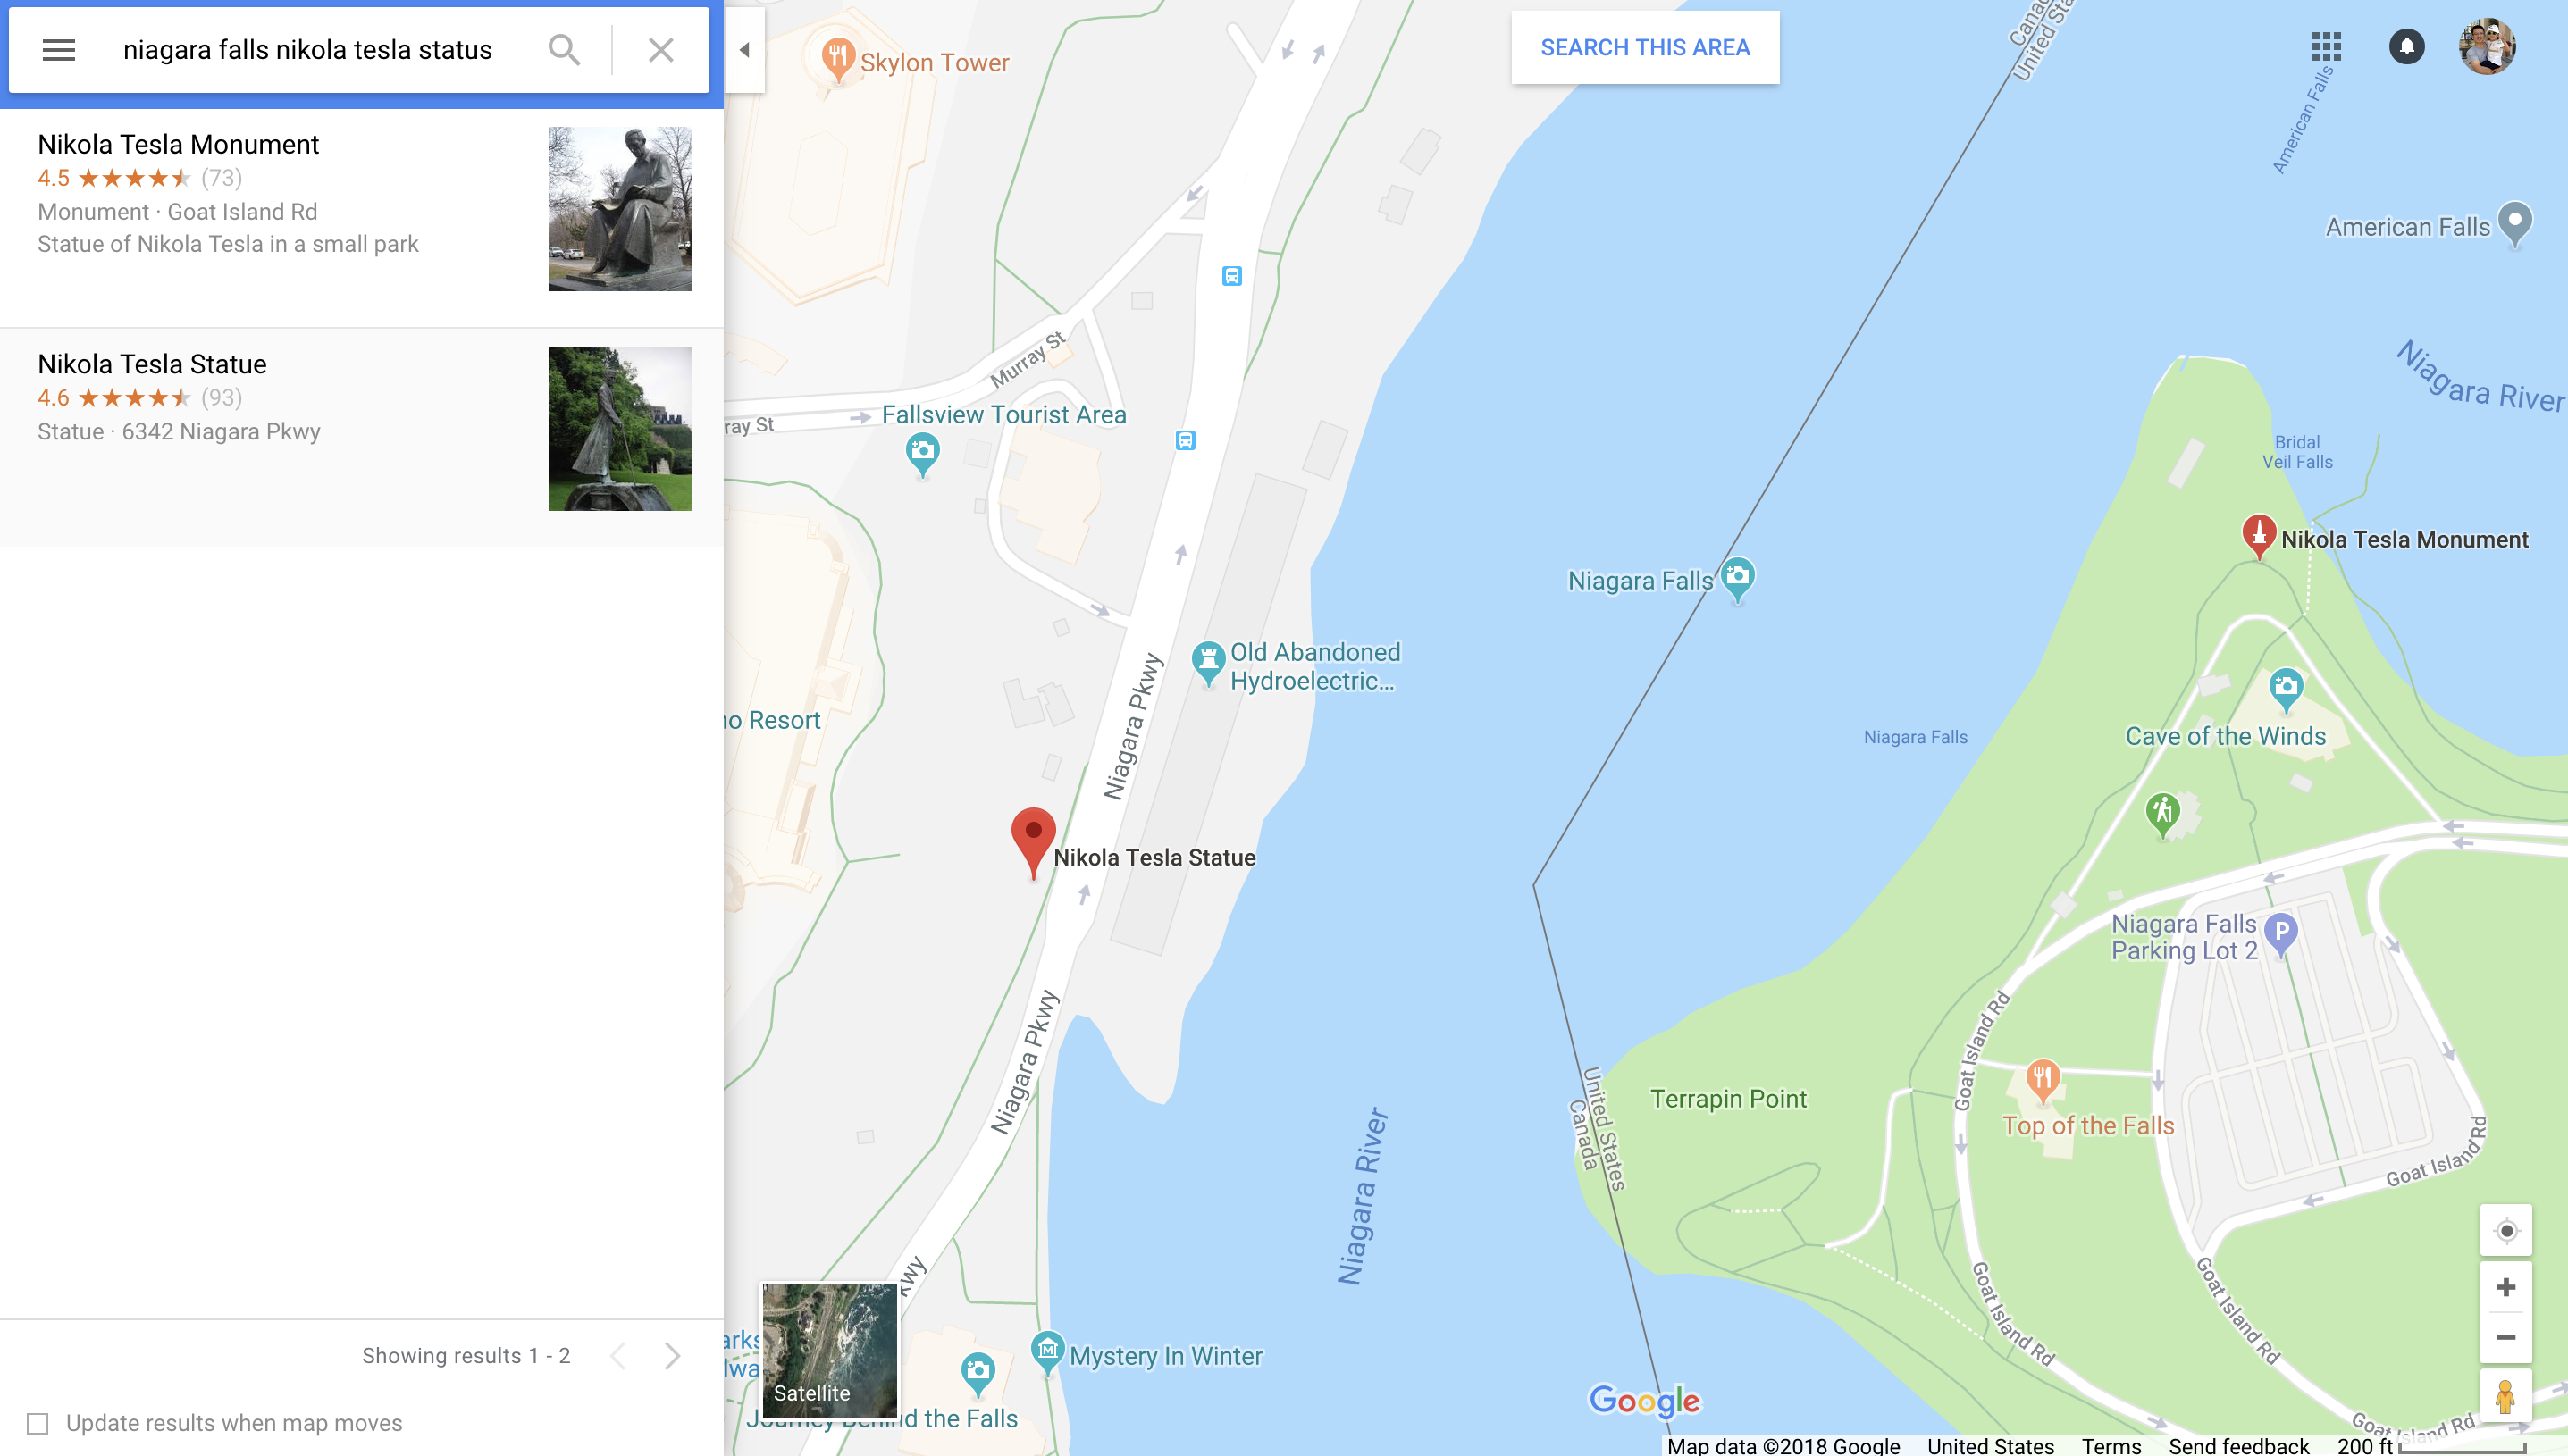 niagara falls nikola tesla status
Nikola Tesla Monument
4.5 ★★★★★ (73)
Monument · Goat Island Rd
Statue of Nikola Tesla in a small park
Nikola Tesla Statue
4.6 ★★★★★ (93)
Statue · 6342 Niagara Pkwy
Showing results 1 - 2
Update results when map moves
SEARCH THIS AREA
Skylon Tower
Canad
United Sta
American Falls
American Falls
Murray St
ray St
Fallsview Tourist Area
Niagara River
Bridal
Veil Falls
Nikola Tesla Monument
Niagara Falls
Old Abandoned
Hydroelectric...
Niagara Pkwy
no Resort
Niagara Falls
Cave of the Winds
Nikola Tesla Statue
Niagara Falls
Parking Lot 2
P
Niagara Pkwy
Goat Island Rd
United States
Canada
Terrapin Point
Top of the Falls
Goat Island Rd
Niagara River
kwy
Goat Island Rd
Goat Island Rd
arks
lwa
Satellite
Mystery In Winter
Journey Behind the Falls
Google
Goat Island Rd
Map data ©2018 Google United States Terms Send feedback 200 ft